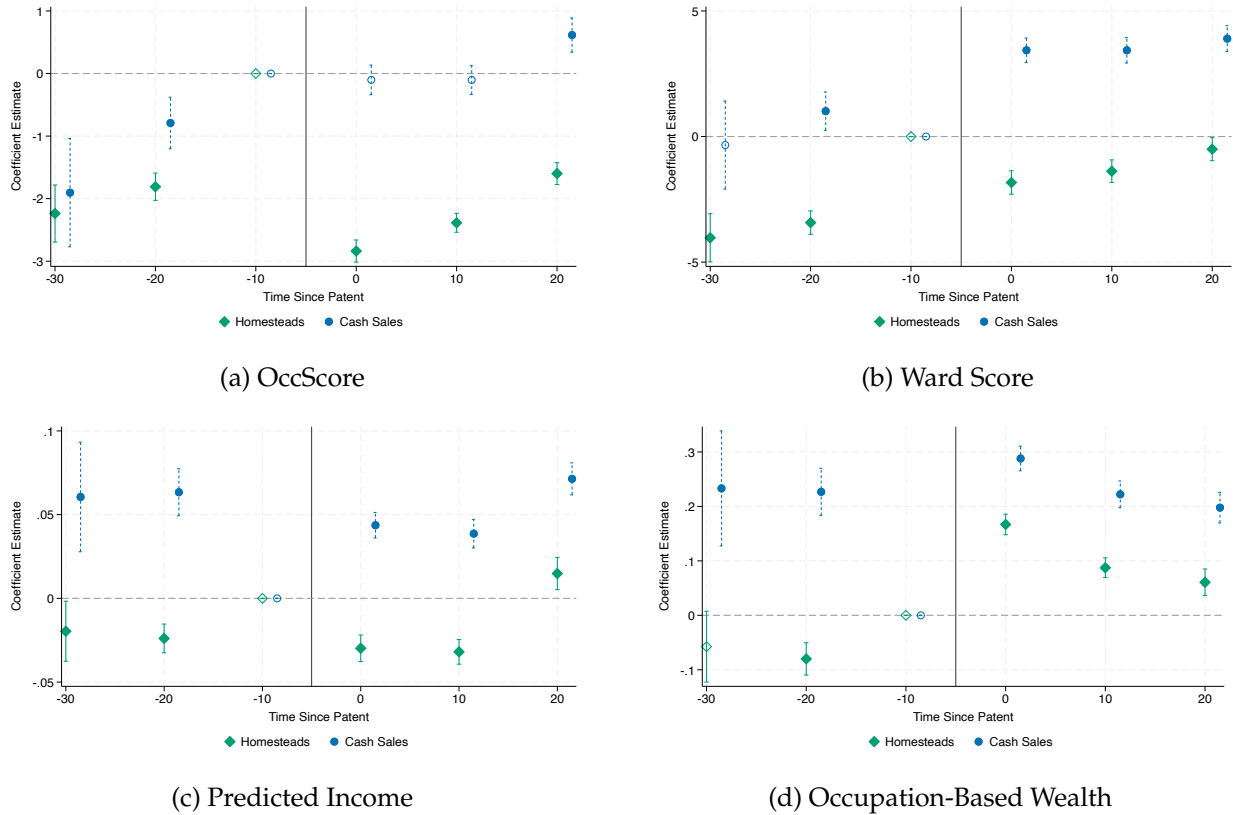 1
0
-1
-2
-3
Coefficient Estimate
-30 -20 -10 0 10 20
Time Since Patent
Homesteads Cash Sales
(a) OccScore
5
0
-5
Coefficient Estimate
-30 -20 -10 0 10 20
Time Since Patent
Homesteads Cash Sales
(b) Ward Score
.1
.05
0
-.05
Coefficient Estimate
-30 -20 -10 0 10 20
Time Since Patent
Homesteads Cash Sales
(c) Predicted Income
.3
.2
.1
0
-.1
Coefficient Estimate
-30 -20 -10 0 10 20
Time Since Patent
Homesteads Cash Sales
(d) Occupation-Based Wealth